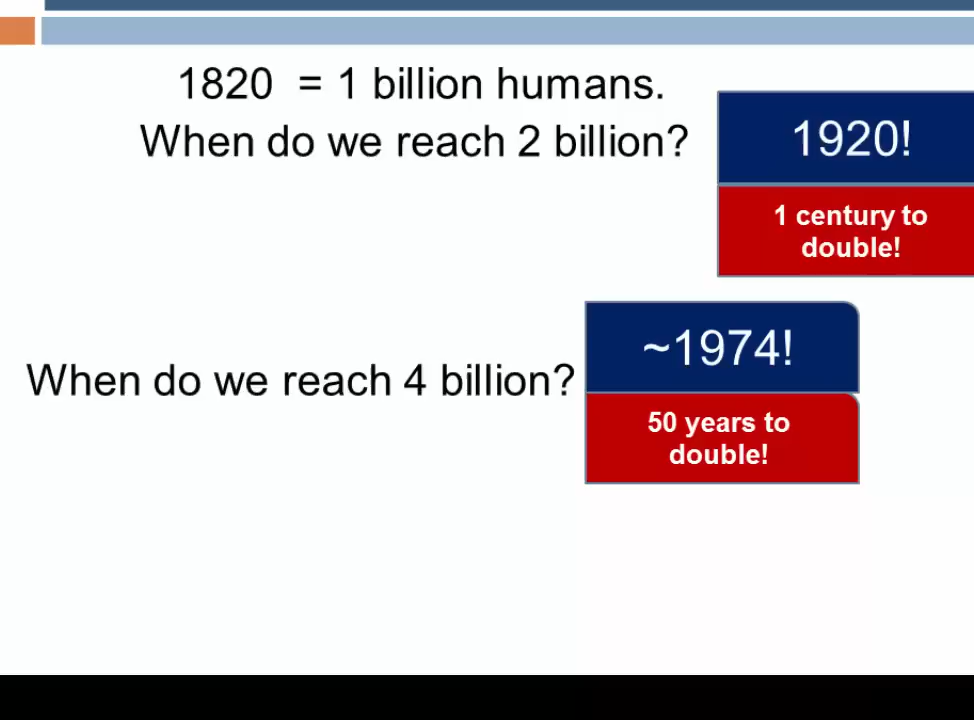 1820 = 1 billion humans.
When do we reach 2 billion?
1920!
1 century to
double!
When do we reach 4 billion?
~1974!
50 years to
double!